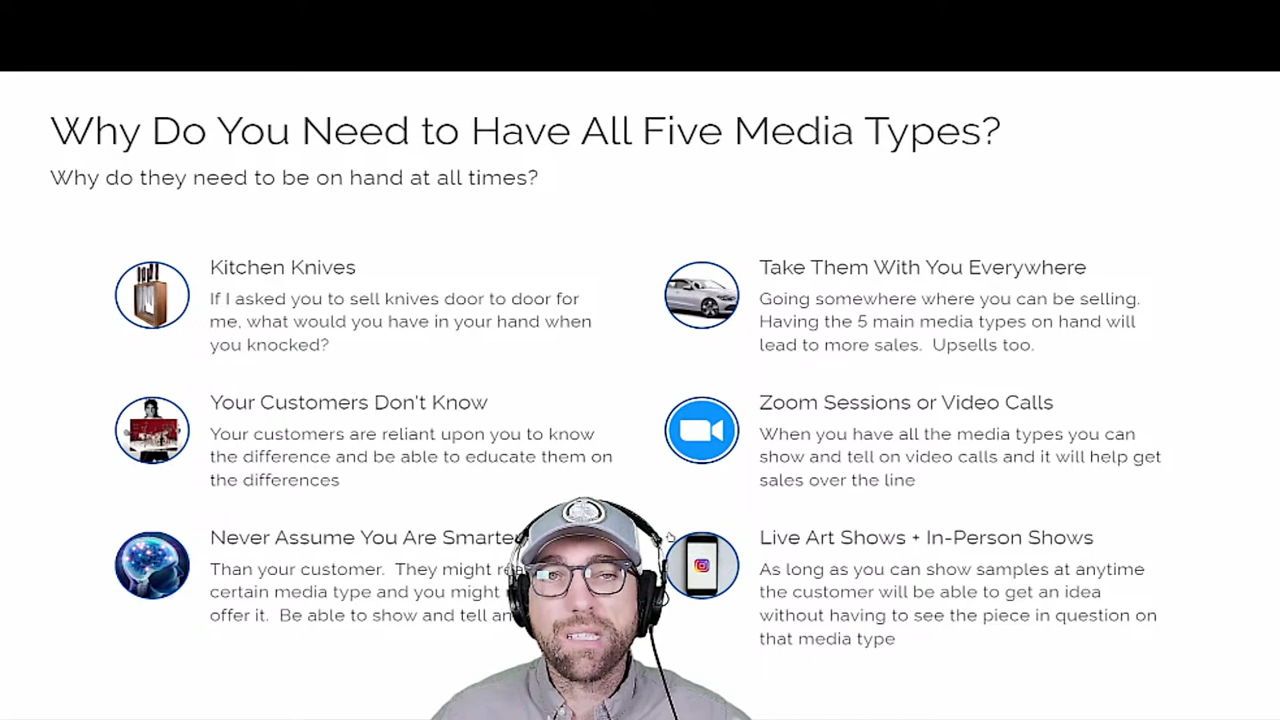 Why Do You Need to Have All Five Media Types?
Why do they need to be on hand at all times?
Kitchen Knives
If I asked you to sell knives door to door for
me, what would you have in your hand when
you knocked?
Your Customers Don't Know
Your customers are reliant upon you to know
the difference and be able to educate them on
the differences
Never Assume You Are
Than your customer. They might
certain media type and you might
offer it. Be able to show and tell
Take Them With You Everywhere
Going somewhere where you can be selling.
Having the 5 main media types on hand will
lead to more sales. Upsells too.
Zoom Sessions or Video Calls
When you have all the media types you can
show and tell on video calls and it will help get
sales over the line
Live Art Shows + In-Person Shows
As long as you can show samples at anytime
the customer will be able to get an idea
without having to see the piece in question on
that media type